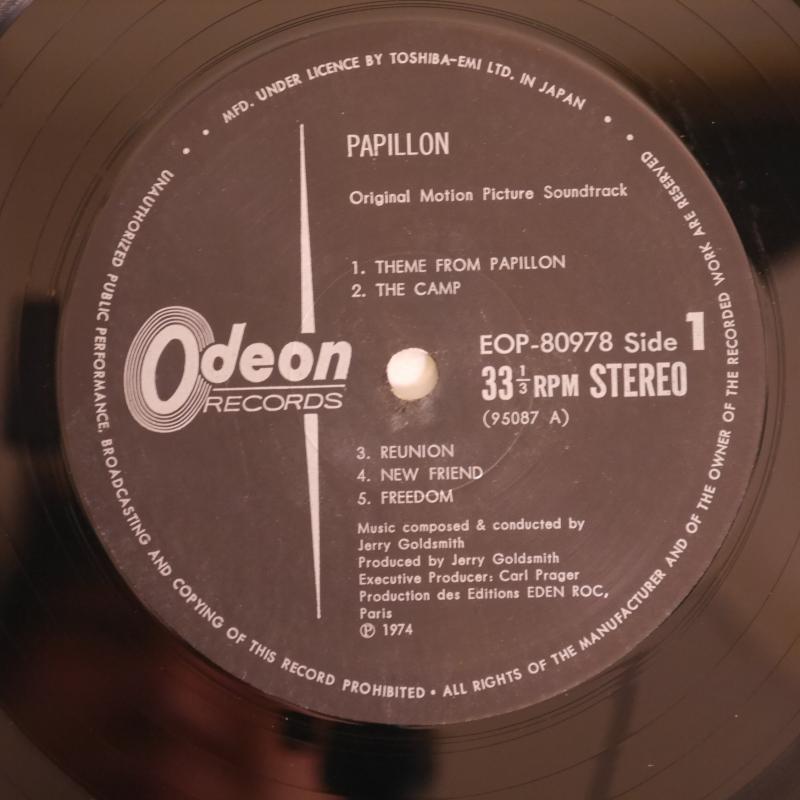 MFD. UNDER LICENCE BY TOSHIBA-EMI LTD. IN JAPAN
PAPILLON
Original Motion Picture Soundtrack
1. THEME FROM PAPILLON
2. THE CAMP
Odeon
RECORDS
EOP-80978 Side 1
33 1/3 RPM STEREO
(95087 A)
3. REUNION
4. NEW FRIEND
5. FREEDOM
Music composed & conducted by
Jerry Goldsmith
Produced by Jerry Goldsmith
Executive Producer: Carl Prager
Production des Editions EDEN ROC,
Paris
℗ 1974
UNAUTHORIZED PUBLIC PERFORMANCE, BROADCASTING AND COPYING OF THIS RECORD PROHIBITED • ALL RIGHTS OF THE MANUFACTURER AND OF THE OWNER OF THE RECORDED WORK ARE RESERVED